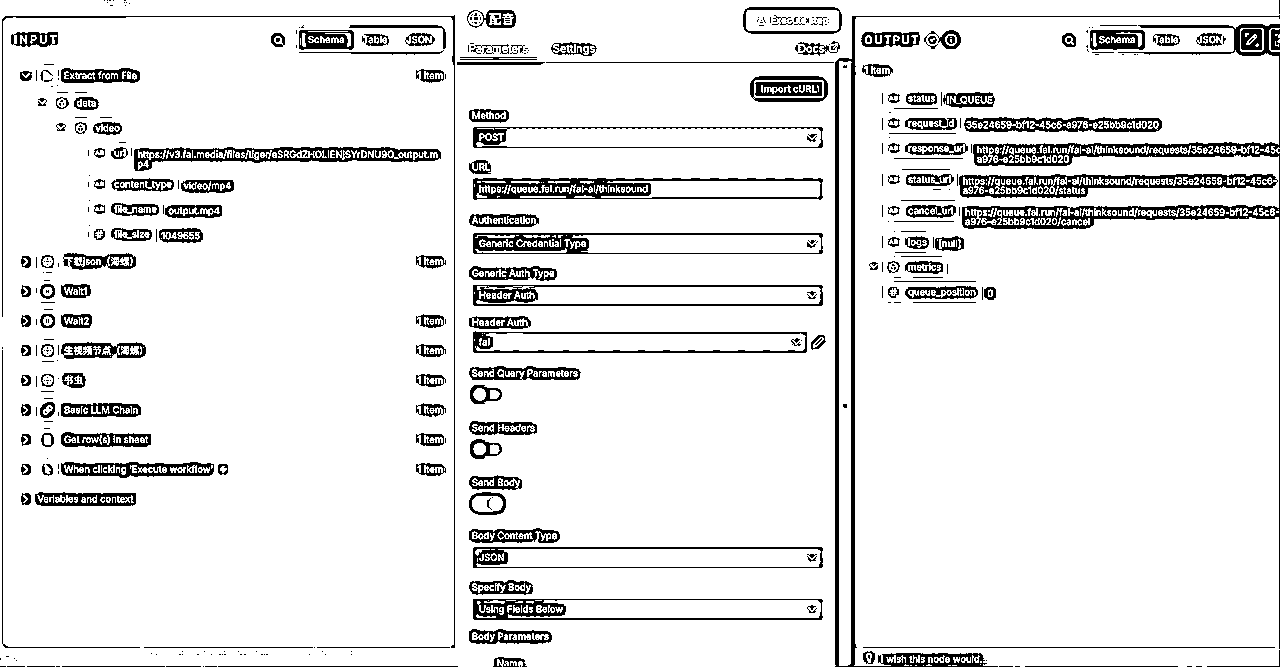 INPUT
Schema
Table
JSON
Extract from File
1 item
data
video
url
https://v3.fal.media/files/tiger/eSRGdZHOLIENjSYrDNU9O_output.m
p4
content_type
video/mp4
file_name
output.mp4
file_size
1049655
下载json（海螺）
1 item
Wait1
1 item
Wait2
1 item
生视频节点（海螺）
1 item
书虫
1 item
Basic LLM Chain
1 item
Get row(s) in sheet
1 item
When clicking 'Execute workflow'
1 item
Variables and context
配音
Execute step
Parameters
Settings
Docs
Import cURL
Method
POST
URL
https://queue.fal.run/fal-ai/thinksound
Authentication
Generic Credential Type
Generic Auth Type
Header Auth
Header Auth
fal
Send Query Parameters
Send Headers
Send Body
Body Content Type
JSON
Specify Body
Using Fields Below
Body Parameters
Name
OUTPUT
Schema
Table
JSON
1 item
status
IN_QUEUE
request_id
35e24659-bf12-45c6-a976-e25bb9c1d020
response_url
https://queue.fal.run/fal-ai/thinksound/requests/35e24659-bf12-45c
a976-e25bb9c1d020
status_url
https://queue.fal.run/fal-ai/thinksound/requests/35e24659-bf12-45c6-
a976-e25bb9c1d020/status
cancel_url
https://queue.fal.run/fal-ai/thinksound/requests/35e24659-bf12-45c6-
a976-e25bb9c1d020/cancel
logs
[null]
metrics
queue_position
0
I wish this node would..